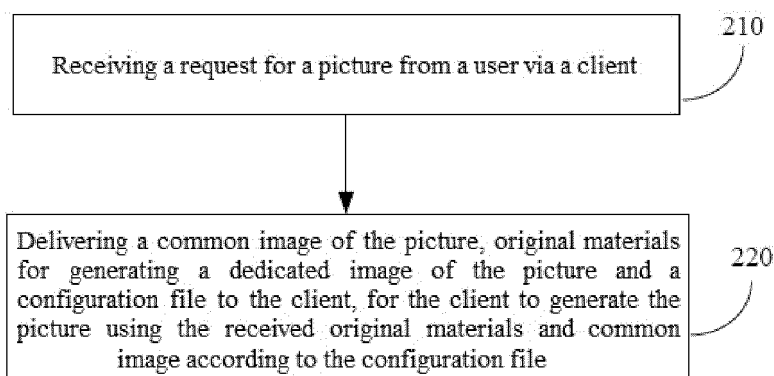 210
Receiving a request for a picture from a user via a client
Delivering a common image of the picture, original materials
for generating a dedicated image of the picture and a
configuration file to the client, for the client to generate the
picture using the received original materials and common
image according to the configuration file
220